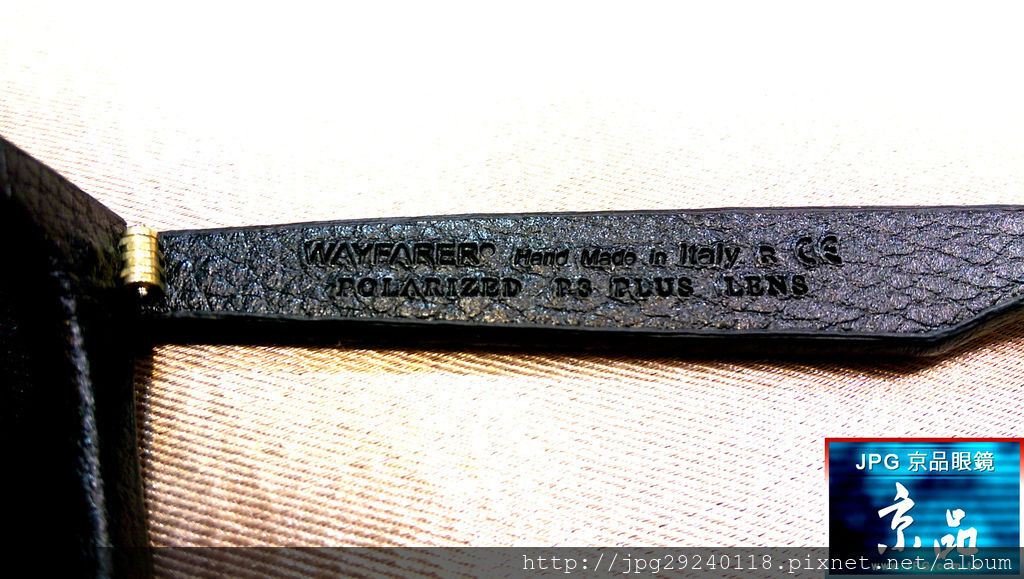 WAYFARER® Hand Made in Italy R CE
POLARIZED P3 PLUS LENS
JPG 京品眼鏡
京品
http://jpg29240118.pixnet.net/album